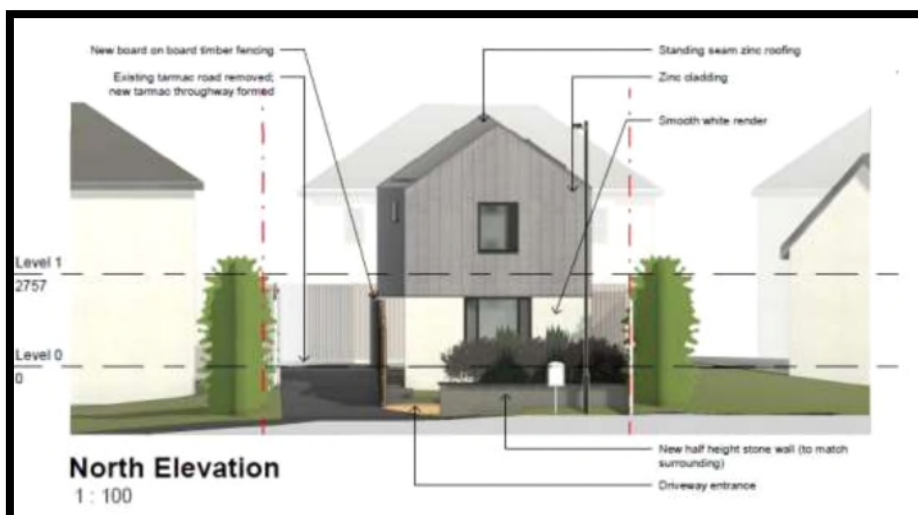 New board on board timber fencing
Existing tarmac road removed;
new tarmac throughway formed
Standing seam zinc roofing
Zinc cladding
Smooth white render
Level 1
2757
Level 0
0
New half height stone wall (to match
surrounding)
Driveway entrance
North Elevation
1 : 100